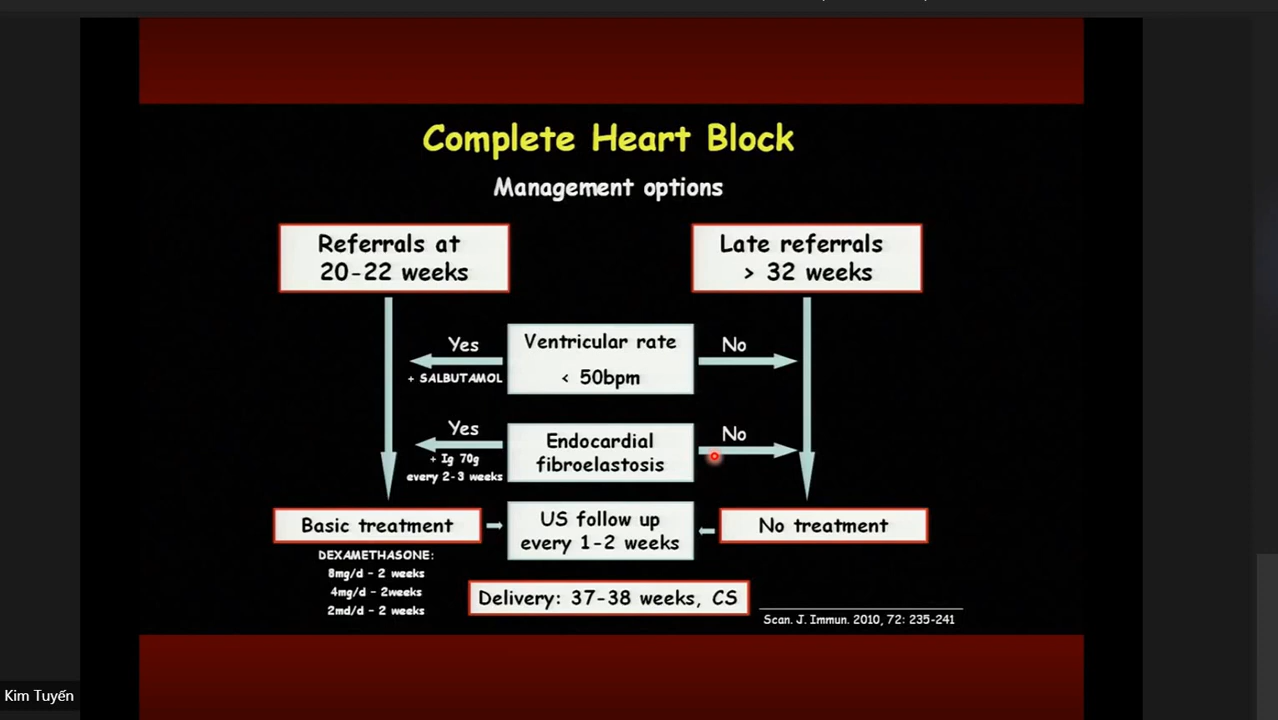 Complete Heart Block
Management options
Referrals at
20-22 weeks
Late referrals
> 32 weeks
Yes
+ SALBUTAMOL
Ventricular rate
< 50bpm
No
Yes
+ Ig 70g
every 2-3 weeks
Endocardial
fibroelastosis
No
Basic treatment
US follow up
every 1-2 weeks
No treatment
DEXAMETHASONE:
8mg/d - 2 weeks
4mg/d - 2weeks
2md/d - 2 weeks
Delivery: 37-38 weeks, CS
Scan. J. Immun. 2010, 72: 235-241
Kim Tuyến